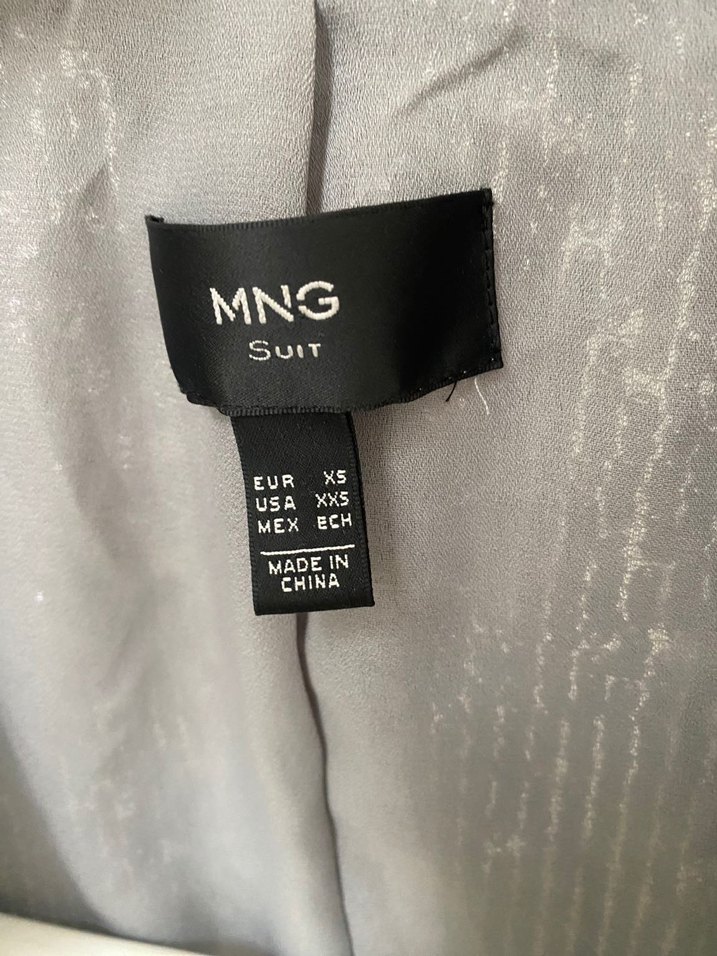 MNG
SUIT
EUR XS
USA XXS
MEX ECH
MADE IN
CHINA